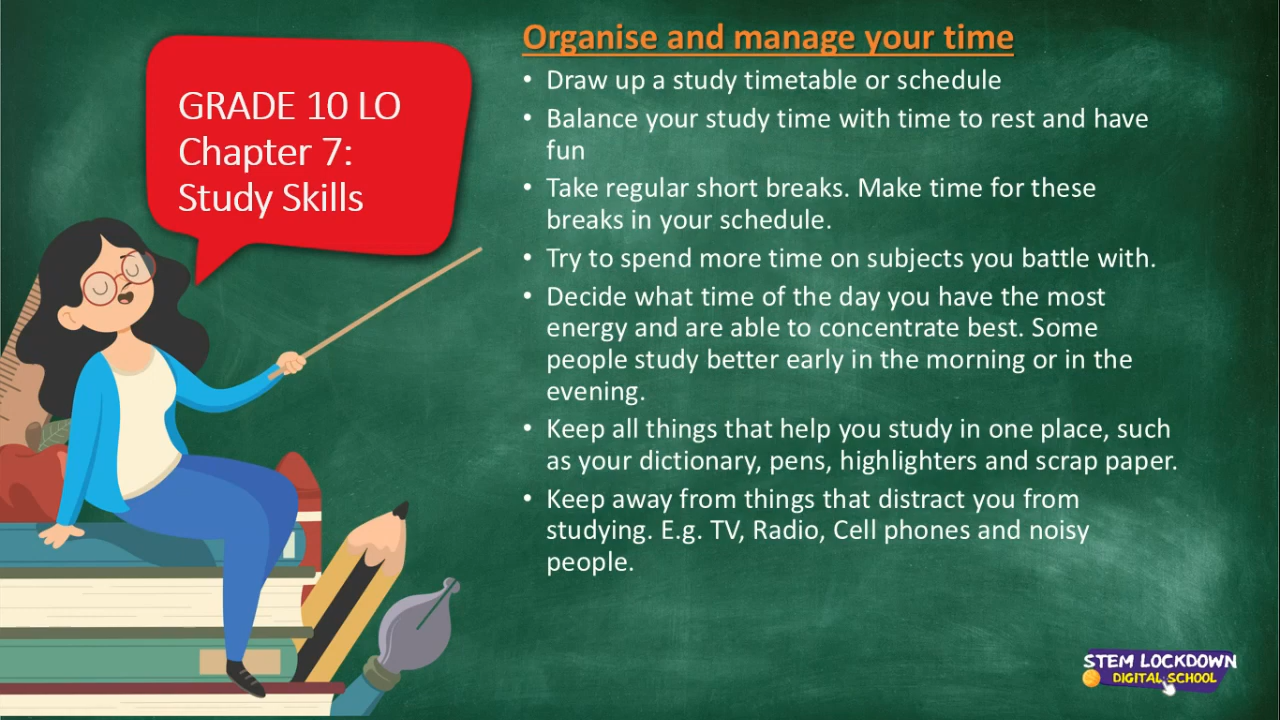 GRADE 10 LO
Chapter 7:
Study Skills
Organise and manage your time
• Draw up a study timetable or schedule
• Balance your study time with time to rest and have
fun
• Take regular short breaks. Make time for these
breaks in your schedule.
• Try to spend more time on subjects you battle with.
• Decide what time of the day you have the most
energy and are able to concentrate best. Some
people study better early in the morning or in the
evening.
• Keep all things that help you study in one place, such
as your dictionary, pens, highlighters and scrap paper.
• Keep away from things that distract you from
studying. E.g. TV, Radio, Cell phones and noisy
people.
STEM LOCKDOWN
DIGITAL SCHOOL